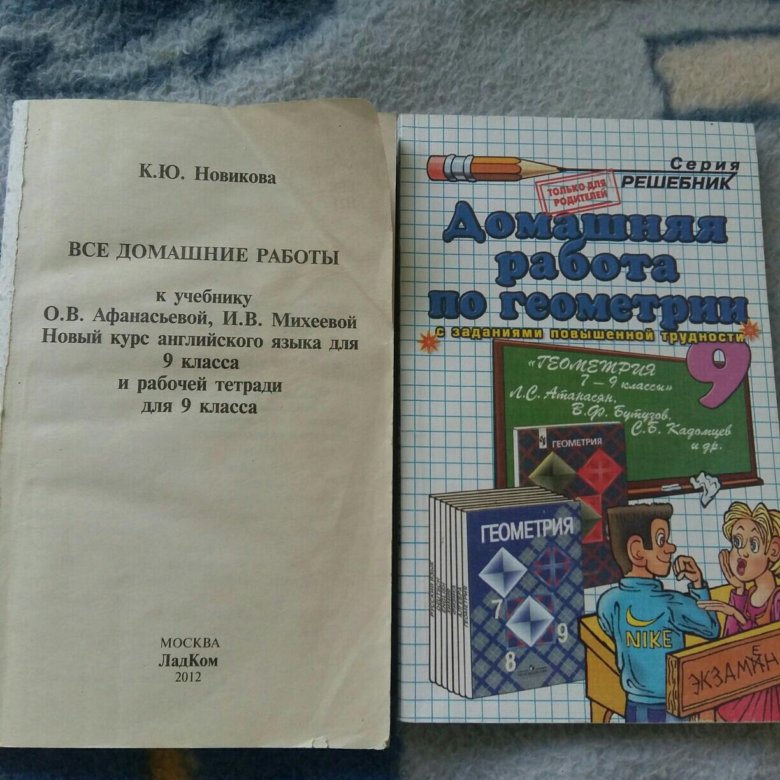 К.Ю. Новикова
ВСЕ ДОМАШНИЕ РАБОТЫ
к учебнику
О.В. Афанасьевой, И.В. Михеевой
Новый курс английского языка для
9 класса
и рабочей тетради
для 9 класса
МОСКВА
ЛадКом
2012
Серия
РЕШЕБНИК
ТОЛЬКО ДЛЯ
РОДИТЕЛЕЙ
Домашняя
работа
по геометрии
с заданиями повышенной трудности
9
«ГЕОМЕТРИЯ
7 – 9 классы»
Л.С. Атанасян,
В.Ф. Бутузов,
С.Б. Кадомцев
и др.
ГЕОМЕТРИЯ
ГЕОМЕТРИЯ
7
8
9
NIKE
ЭКЗАМИЕН